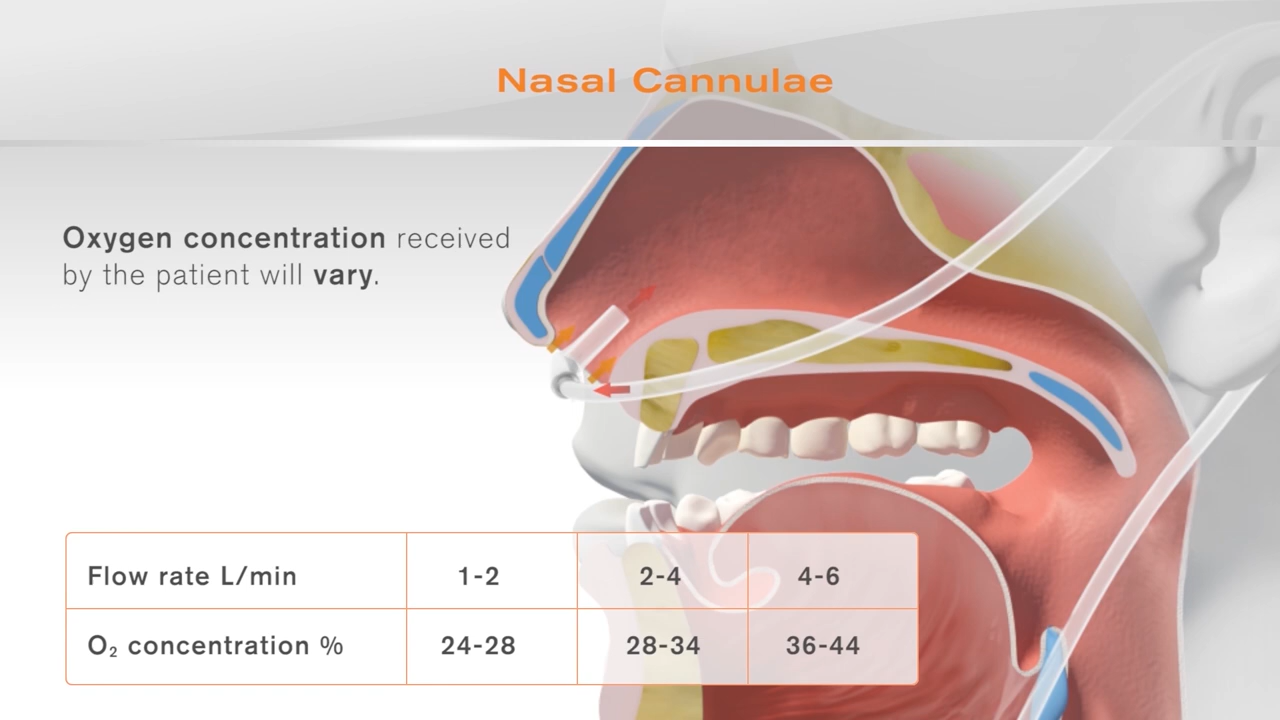 Nasal Cannulae
Oxygen concentration received
by the patient will vary.
Flow rate L/min 1-2 2-4 4-6
O₂ concentration % 24-28 28-34 36-44